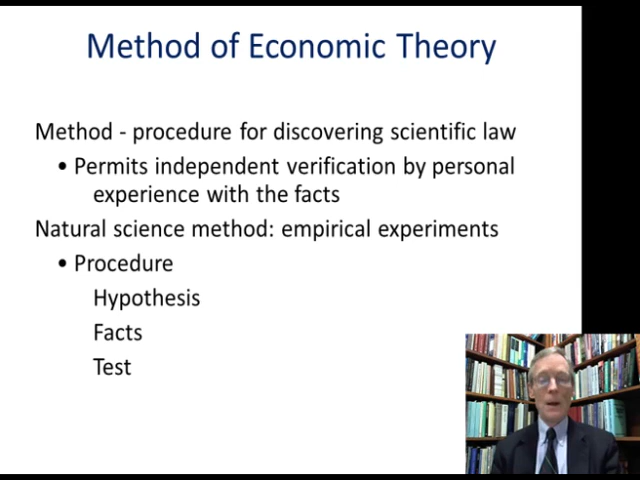 Method of Economic Theory
Method - procedure for discovering scientific law
• Permits independent verification by personal
experience with the facts
Natural science method: empirical experiments
• Procedure
Hypothesis
Facts
Test